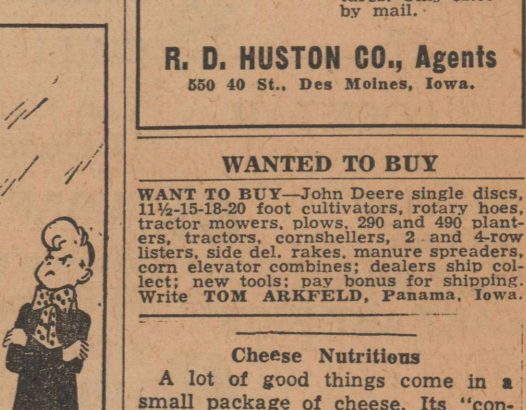 by mail.
R. D. HUSTON CO., Agents
550 40 St., Des Moines, Iowa.
WANTED TO BUY
WANT TO BUY—John Deere single discs,
11½-15-18-20 foot cultivators, rotary hoes,
tractor mowers, plows, 290 and 490 plant-
ers, tractors, cornshellers, 2 and 4-row
listers, side del. rakes, manure spreaders,
corn elevator combines; dealers ship col-
lect; new tools; pay bonus for shipping.
Write TOM ARKFELD, Panama, Iowa.
Cheese Nutritious
A lot of good things come in a
small package of cheese. Its "con-